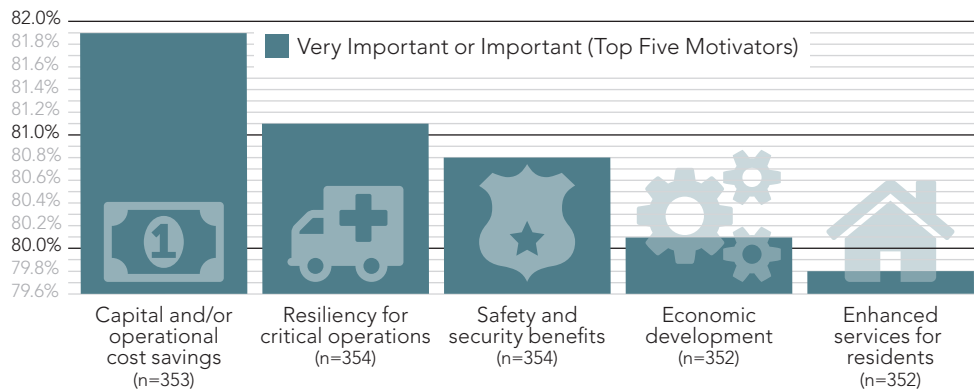 82.0%
81.8%
81.6%
81.4%
81.2%
81.0%
80.8%
80.6%
80.4%
80.2%
80.0%
79.8%
79.6%
Very Important or Important (Top Five Motivators)
1
Capital and/or
operational
cost savings
(n=353)
Resiliency for
critical operations
(n=354)
Safety and
security benefits
(n=354)
Economic
development
(n=352)
Enhanced
services for
residents
(n=352)